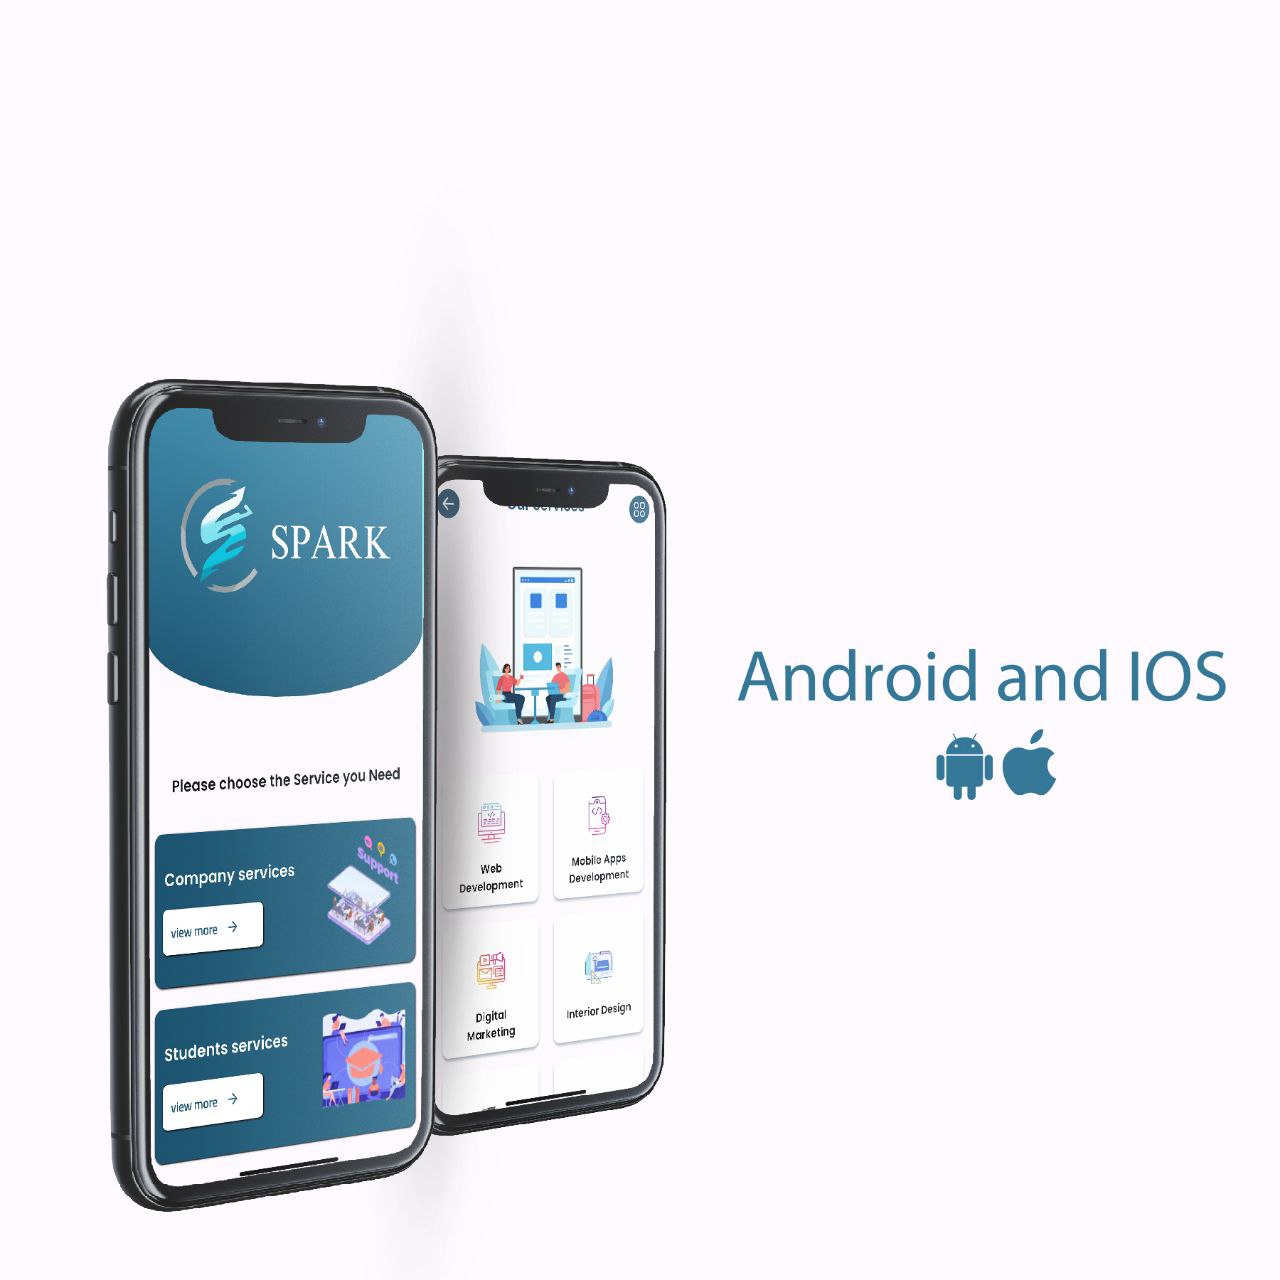 SPARK
Please choose the Service you Need
Company services
view more
Support
Students services
view more
Our services
Web
Development
Mobile Apps
Development
Digital
Marketing
Interior Design
Android and IOS